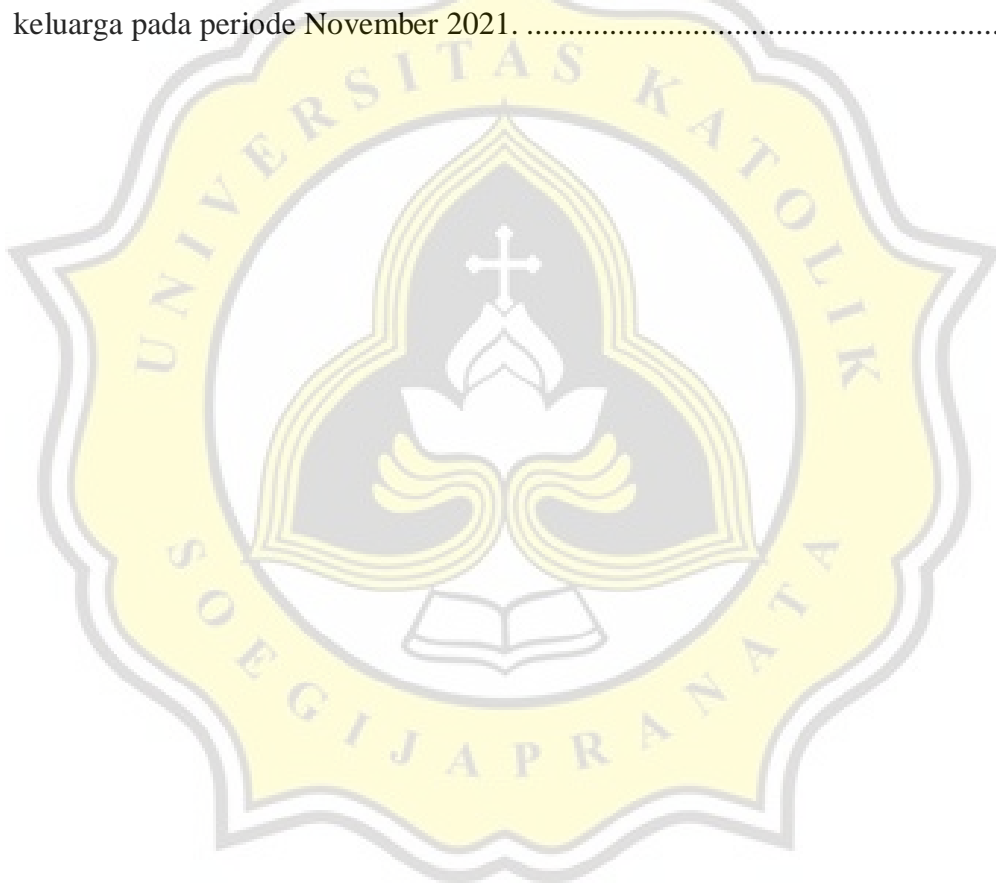 keluarga pada periode November 2021. ..........................................................
UNIVERSITAS KATOLIK
SOEGIJAPRANATA